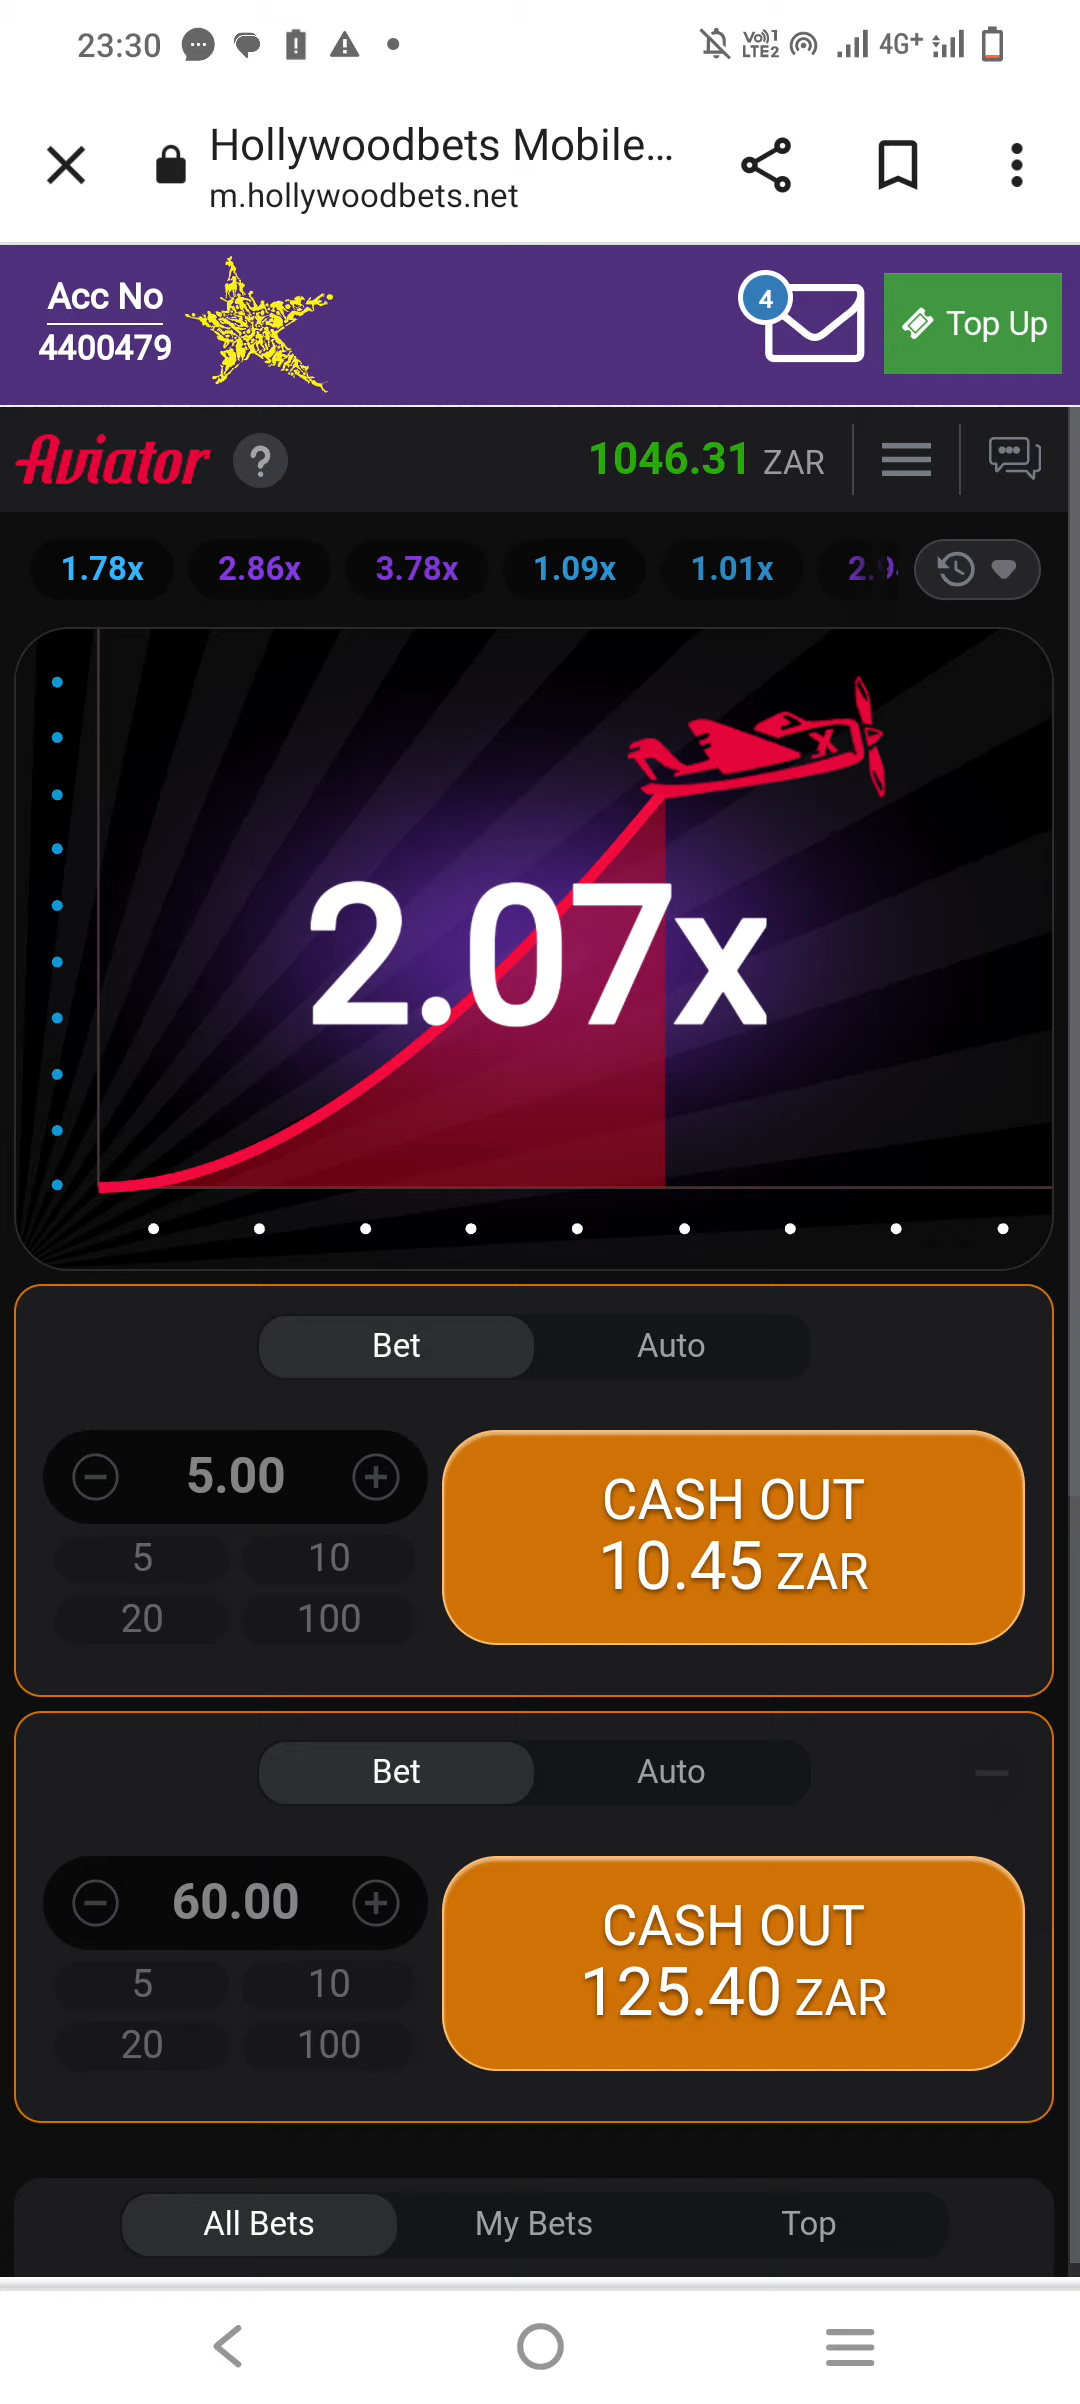 23:30
Vo)) 1
LTE2
4G+
Hollywoodbets Mobile...
m.hollywoodbets.net
Acc No
4400479
4
Top Up
Aviator
?
1046.31 ZAR
1.78x 2.86x 3.78x 1.09x 1.01x
X
2.07x
Bet Auto
5.00
5 10
20 100
CASH OUT
10.45 ZAR
Bet Auto
60.00
5 10
20 100
CASH OUT
125.40 ZAR
All Bets My Bets Top